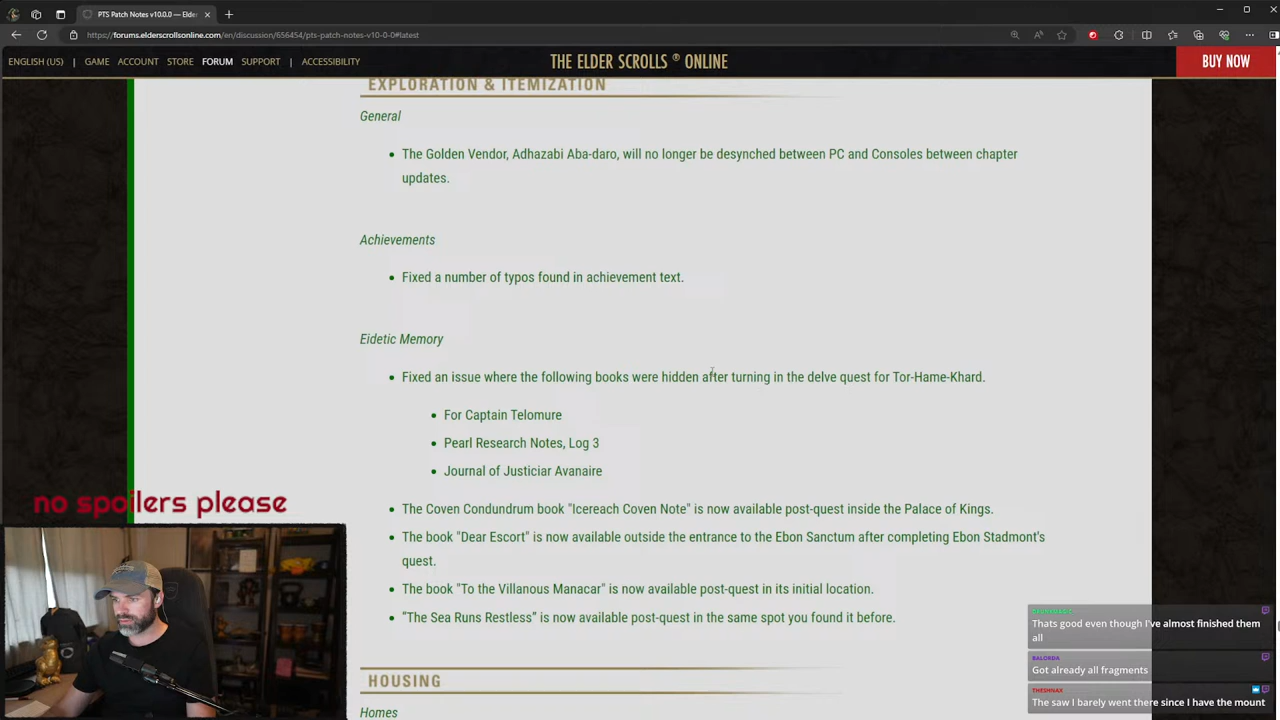 PTS Patch Notes v10.0.0 — Elder
https://forums.elderscrollsonline.com/en/discussion/656454/pts-patch-notes-v10-0-0#latest
ENGLISH (US) GAME ACCOUNT STORE FORUM SUPPORT | ACCESSIBILITY
THE ELDER SCROLLS ® ONLINE
BUY NOW
EXPLORATION & ITEMIZATION
General
• The Golden Vendor, Adhazabi Aba-daro, will no longer be desynched between PC and Consoles between chapter
updates.
Achievements
• Fixed a number of typos found in achievement text.
Eidetic Memory
• Fixed an issue where the following books were hidden after turning in the delve quest for Tor-Hame-Khard.
• For Captain Telomure
• Pearl Research Notes, Log 3
• Journal of Justiciar Avanaire
• The Coven Condundrum book "Icereach Coven Note" is now available post-quest inside the Palace of Kings.
• The book "Dear Escort" is now available outside the entrance to the Ebon Sanctum after completing Ebon Stadmont's
quest.
• The book "To the Villanous Manacar" is now available post-quest in its initial location.
• “The Sea Runs Restless” is now available post-quest in the same spot you found it before.
HOUSING
Homes
no spoilers please
Thats good even though I've almost finished them
all
BALORDA
Got already all fragments
THESHNAX
The saw I barely went there since I have the mount